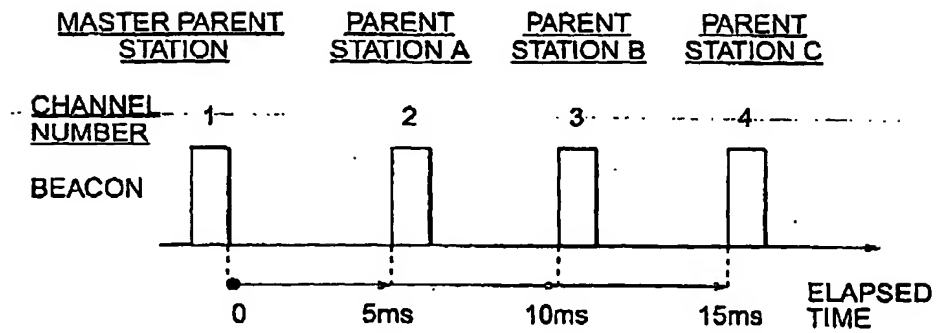 MASTER PARENT STATION
PARENT STATION A
PARENT STATION B
PARENT STATION C
CHANNEL NUMBER
1 2 3 4
BEACON
0 5ms 10ms 15ms
ELAPSED TIME